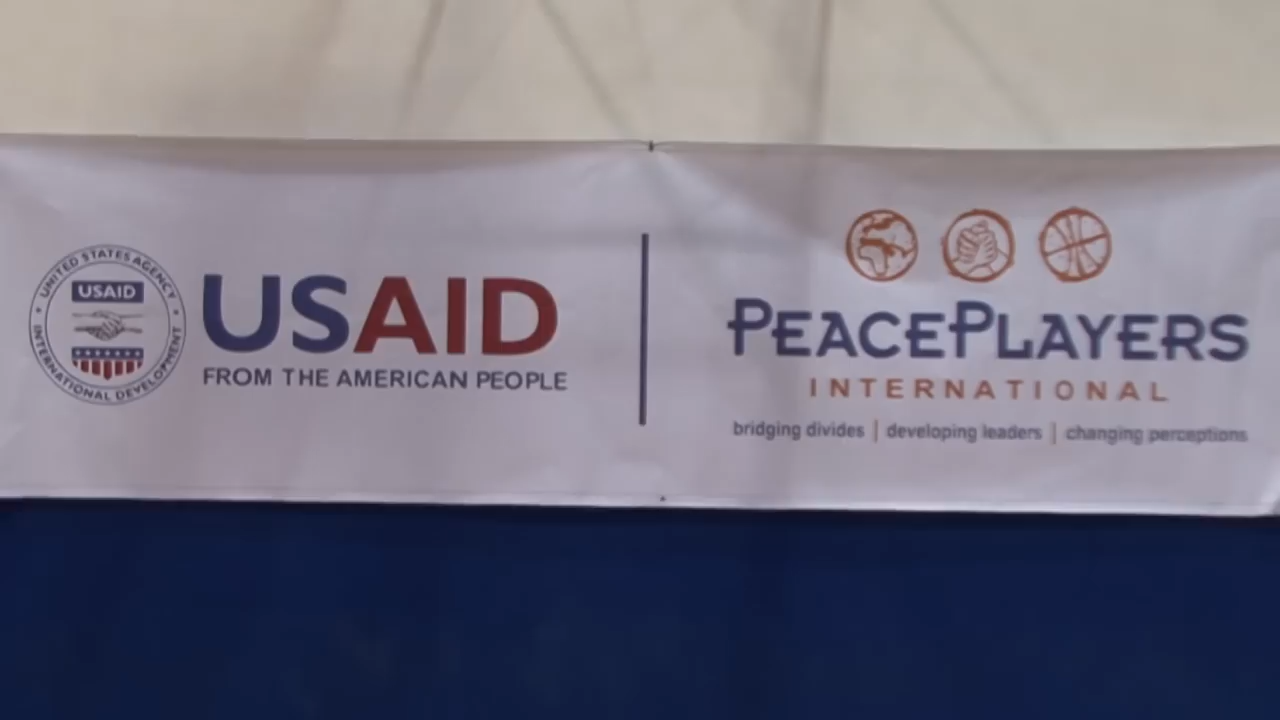 UNITED STATES AGENCY
USAID
INTERNATIONAL DEVELOPMENT
USAID
FROM THE AMERICAN PEOPLE
PEACEPLAYERS
INTERNATIONAL
bridging divides | developing leaders | changing perceptions